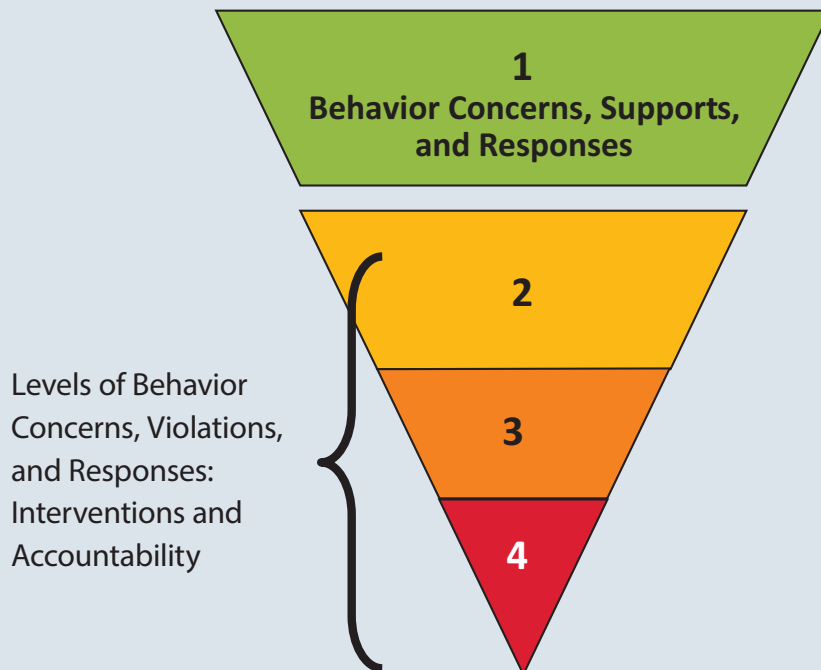 1
Behavior Concerns, Supports,
and Responses
2
3
4
Levels of Behavior
Concerns, Violations,
and Responses:
Interventions and
Accountability